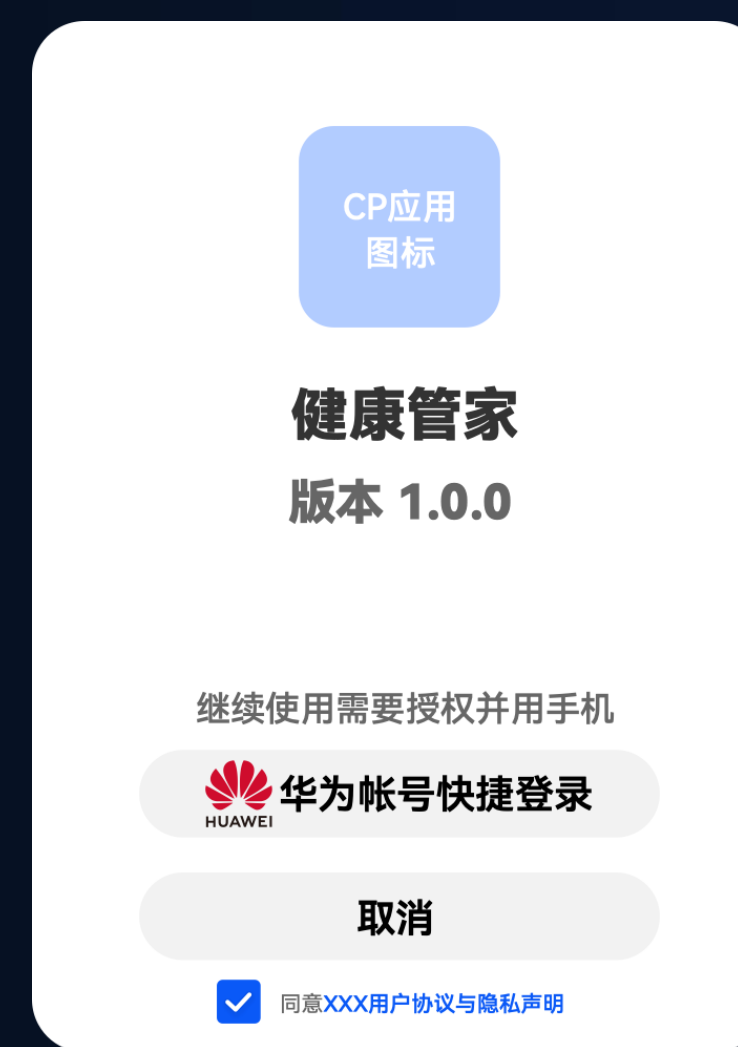 CP应用
图标
健康管家
版本 1.0.0
继续使用需要授权并用手机
HUAWEI 华为帐号快捷登录
取消
同意XXX用户协议与隐私声明